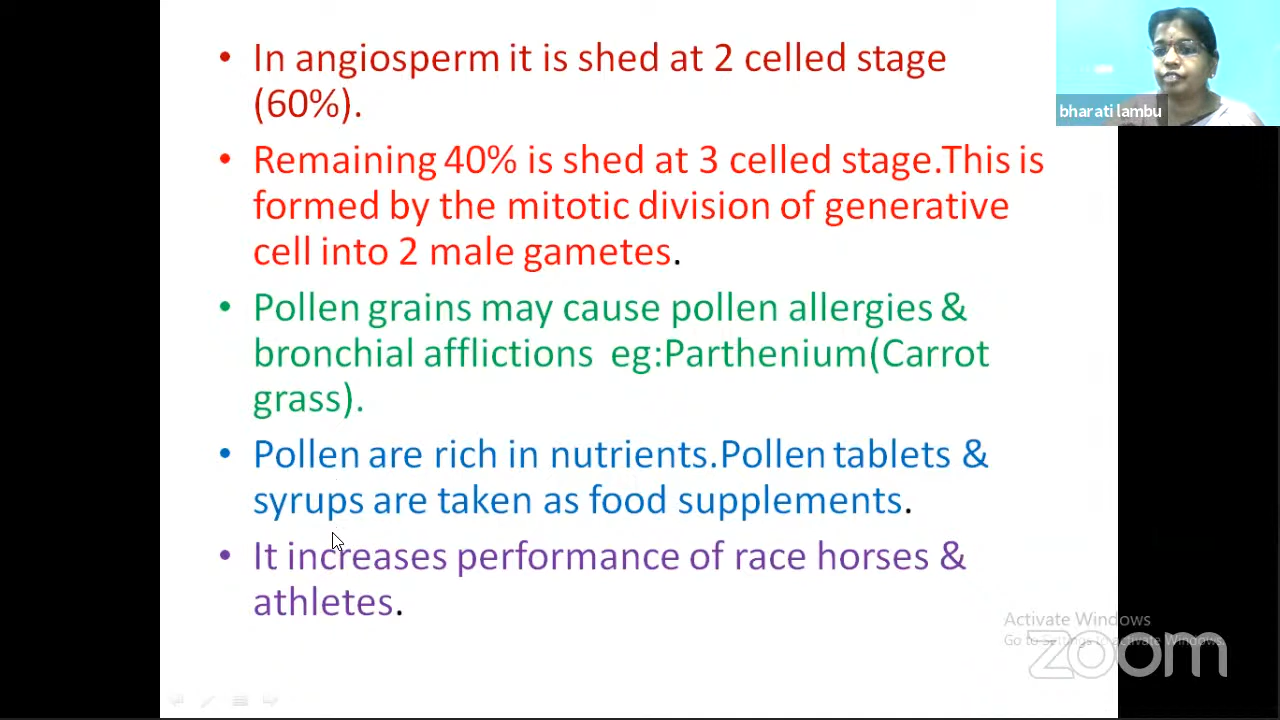 • In angiosperm it is shed at 2 celled stage
(60%).
• Remaining 40% is shed at 3 celled stage.This is
formed by the mitotic division of generative
cell into 2 male gametes.
• Pollen grains may cause pollen allergies &
bronchial afflictions eg:Parthenium(Carrot
grass).
• Pollen are rich in nutrients.Pollen tablets &
syrups are taken as food supplements.
• It increases performance of race horses &
athletes.
bharati lambu
Activate Windows
Go to Settings to activate Windows.
zoom